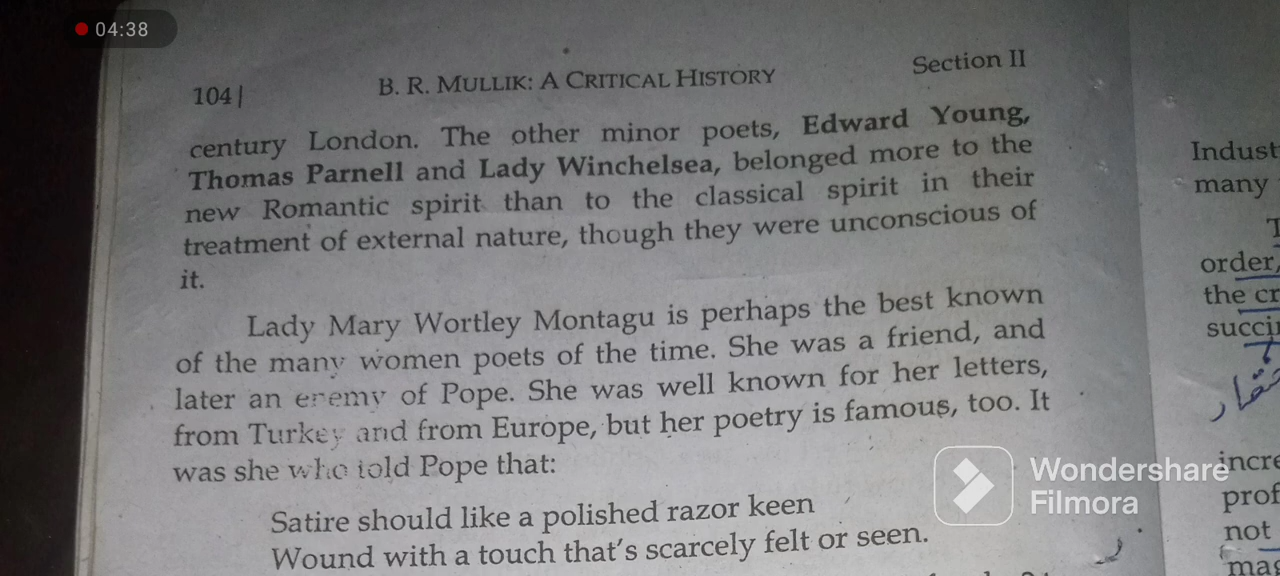 04:38
104|
B. R. MULLIK: A CRITICAL HISTORY
Section II
century London. The other minor poets, Edward Young,
Thomas Parnell and Lady Winchelsea, belonged more to the
new Romantic spirit than to the classical spirit in their
treatment of external nature, though they were unconscious of
it.
Lady Mary Wortley Montagu is perhaps the best known
of the many women poets of the time. She was a friend, and
later an enemy of Pope. She was well known for her letters,
from Turkey and from Europe, but her poetry is famous, too. It
was she who told Pope that:
Satire should like a polished razor keen
Wound with a touch that's scarcely felt or seen.
Indust
many
order,
the cr
succin
incre
prof
not
mag
Wondershare
Filmora